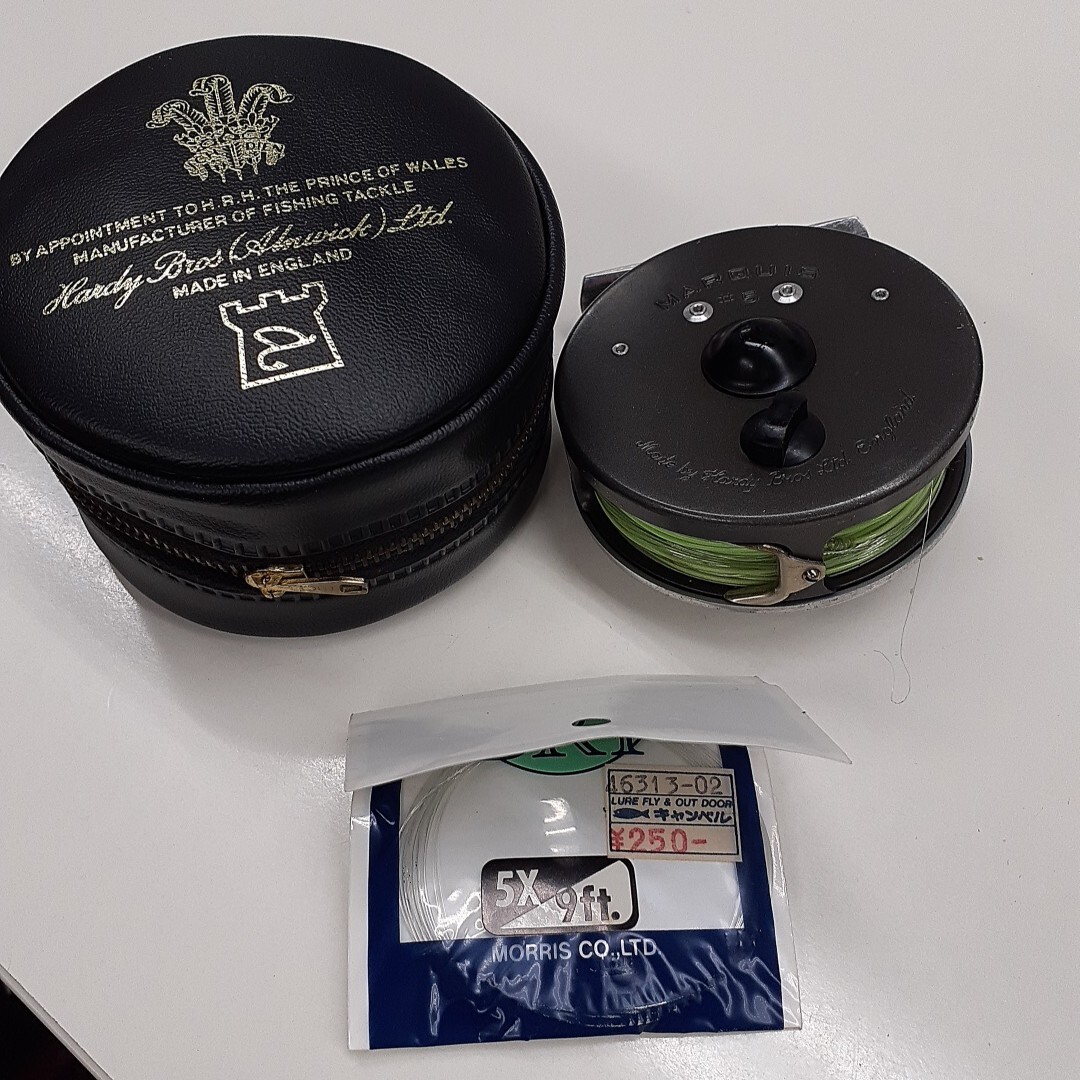 BY APPOINTMENT TO H.R.H. THE PRINCE OF WALES
MANUFACTURER OF FISHING TACKLE
Hardy Bros (Alnwick) Ltd.
MADE IN ENGLAND
MARQUIS
#5
Made by Hardy Bros Ltd England.
46313-02
LURE FLY & OUT DOOR
キャンベル
¥250-
5X 9ft.
MORRIS CO.,LTD.